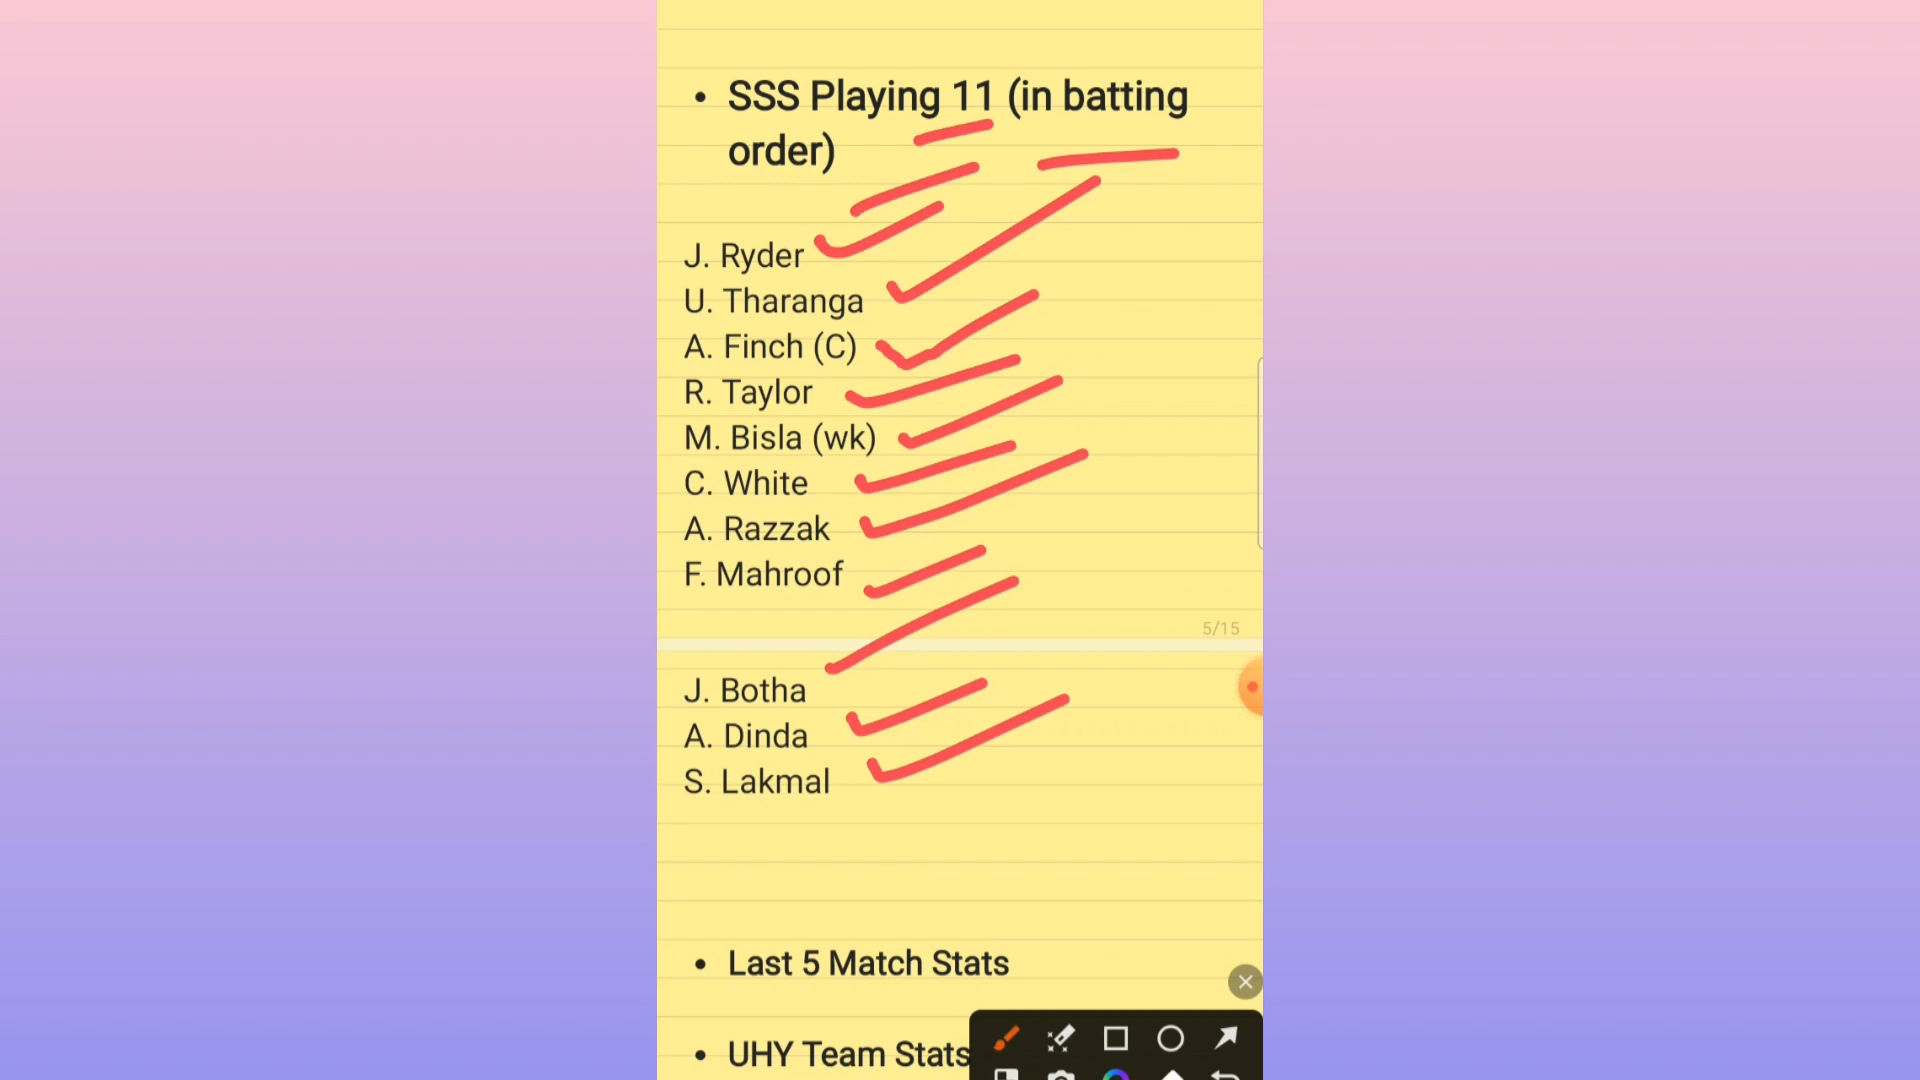 • SSS Playing 11 (in batting
order)
J. Ryder
U. Tharanga
A. Finch (C)
R. Taylor
M. Bisla (wk)
C. White
A. Razzak
F. Mahroof
5/15
J. Botha
A. Dinda
S. Lakmal
• Last 5 Match Stats
• UHY Team Stats